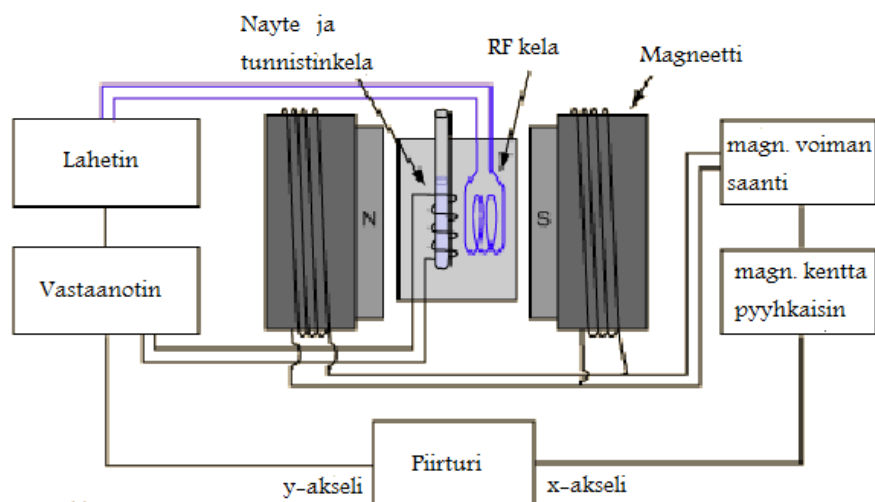 Nayte ja
tunnistinkela
RF kela
Magneetti
Lahetin
magn. voiman
saanti
N
S
Vastaanotin
magn. kentta
pyyhkaisin
Piirturi
y-akseli
x-akseli